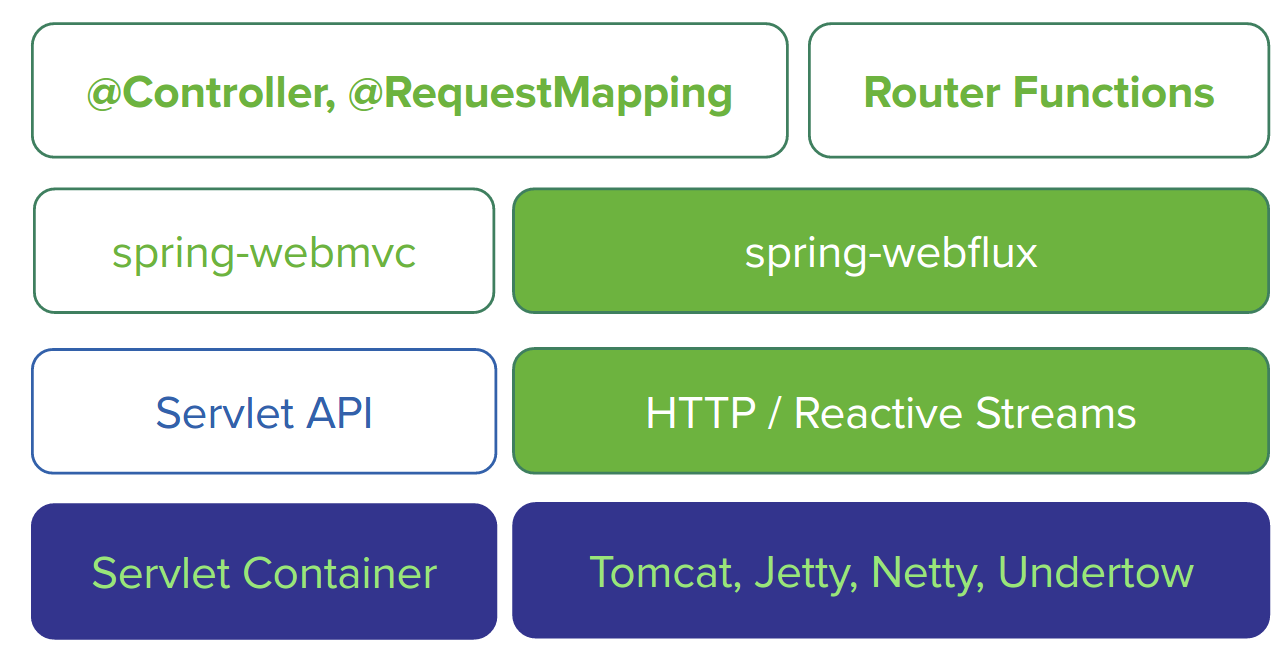 @Controller, @RequestMapping
Router Functions
spring-webmvc
spring-webflux
Servlet API
HTTP / Reactive Streams
Servlet Container
Tomcat, Jetty, Netty, Undertow